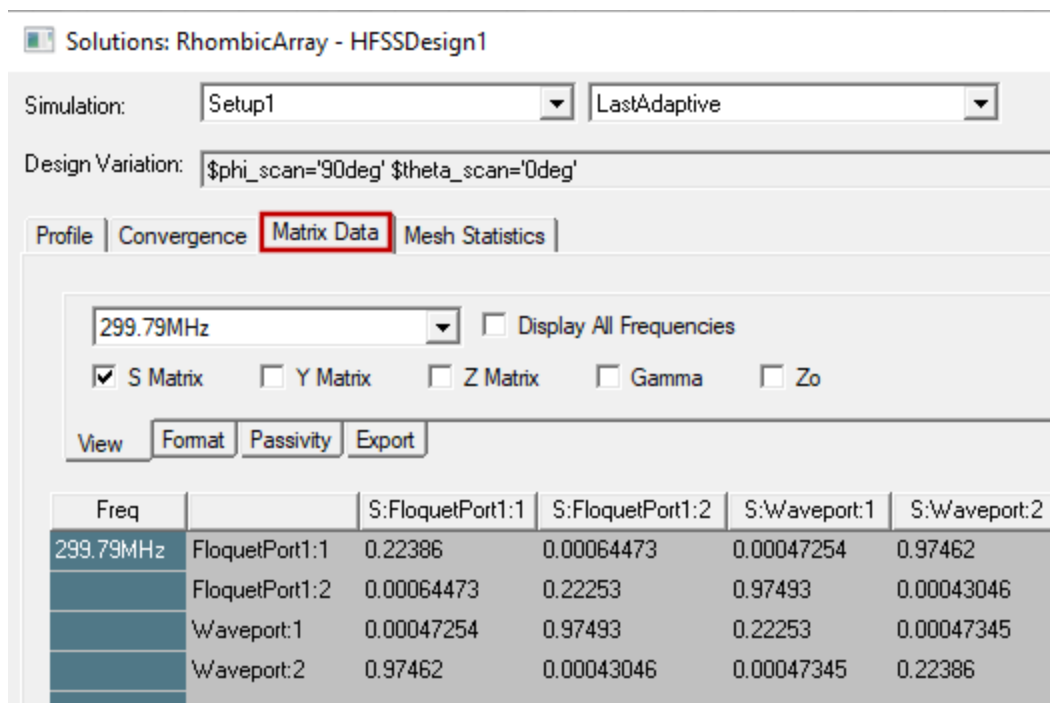 Solutions: RhombicArray - HFSSDesign1
Simulation: Setup1 LastAdaptive
Design Variation: $phi_scan='90deg' $theta_scan='0deg'
Profile Convergence Matrix Data Mesh Statistics
299.79MHz Display All Frequencies
S Matrix Y Matrix Z Matrix Gamma Zo
View Format Passivity Export
Freq S:FloquetPort1:1 S:FloquetPort1:2 S:Waveport:1 S:Waveport:2
299.79MHz FloquetPort1:1 0.22386 0.00064473 0.00047254 0.97462
FloquetPort1:2 0.00064473 0.22253 0.97493 0.00043046
Waveport:1 0.00047254 0.97493 0.22253 0.00047345
Waveport:2 0.97462 0.00043046 0.00047345 0.22386